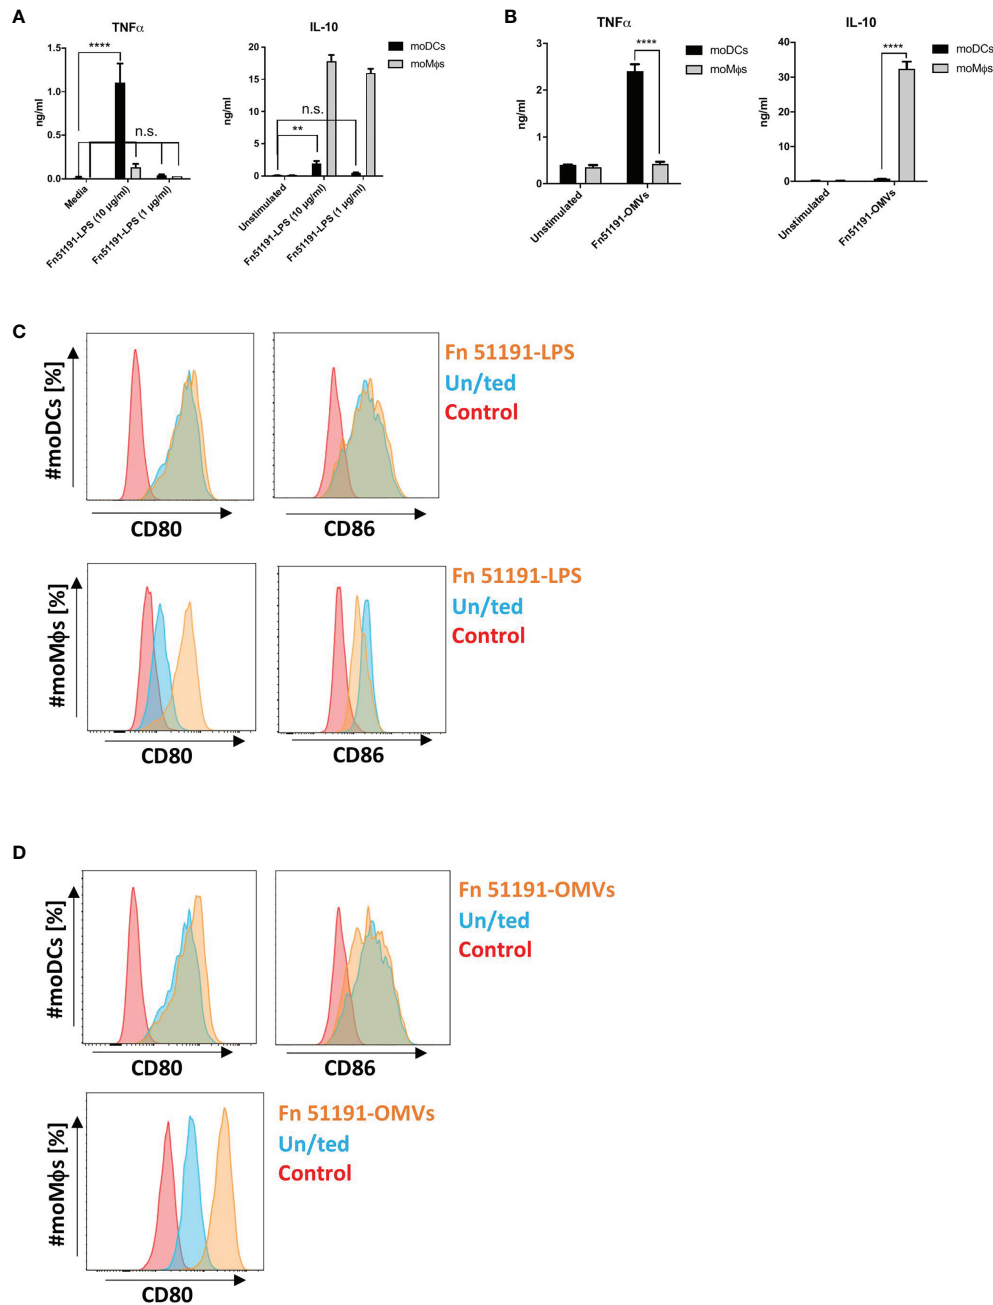 A
TNFα
ng/ml
1.5
1.0
0.5
0.0
****
n.s.
Media
Fn51191-LPS (10 µg/ml)
Fn51191-LPS (1 µg/ml)
IL-10
ng/ml
20
15
10
5
0
n.s.
**
Unstimulated
Fn51191-LPS (10 µg/ml)
Fn51191-LPS (1 µg/ml)
moDCs
moMϕs
B
TNFα
ng/ml
3
2
1
0
****
Unstimulated
Fn51191-OMVs
moDCs
moMϕs
IL-10
ng/ml
40
30
20
10
0
****
Unstimulated
Fn51191-OMVs
moDCs
moMϕs
C
#moDCs [%]
CD80
CD86
Fn 51191-LPS
Un/ted
Control
#moMϕs [%]
CD80
CD86
Fn 51191-LPS
Un/ted
Control
D
#moDCs [%]
CD80
CD86
Fn 51191-OMVs
Un/ted
Control
#moMϕs [%]
CD80
Fn 51191-OMVs
Un/ted
Control